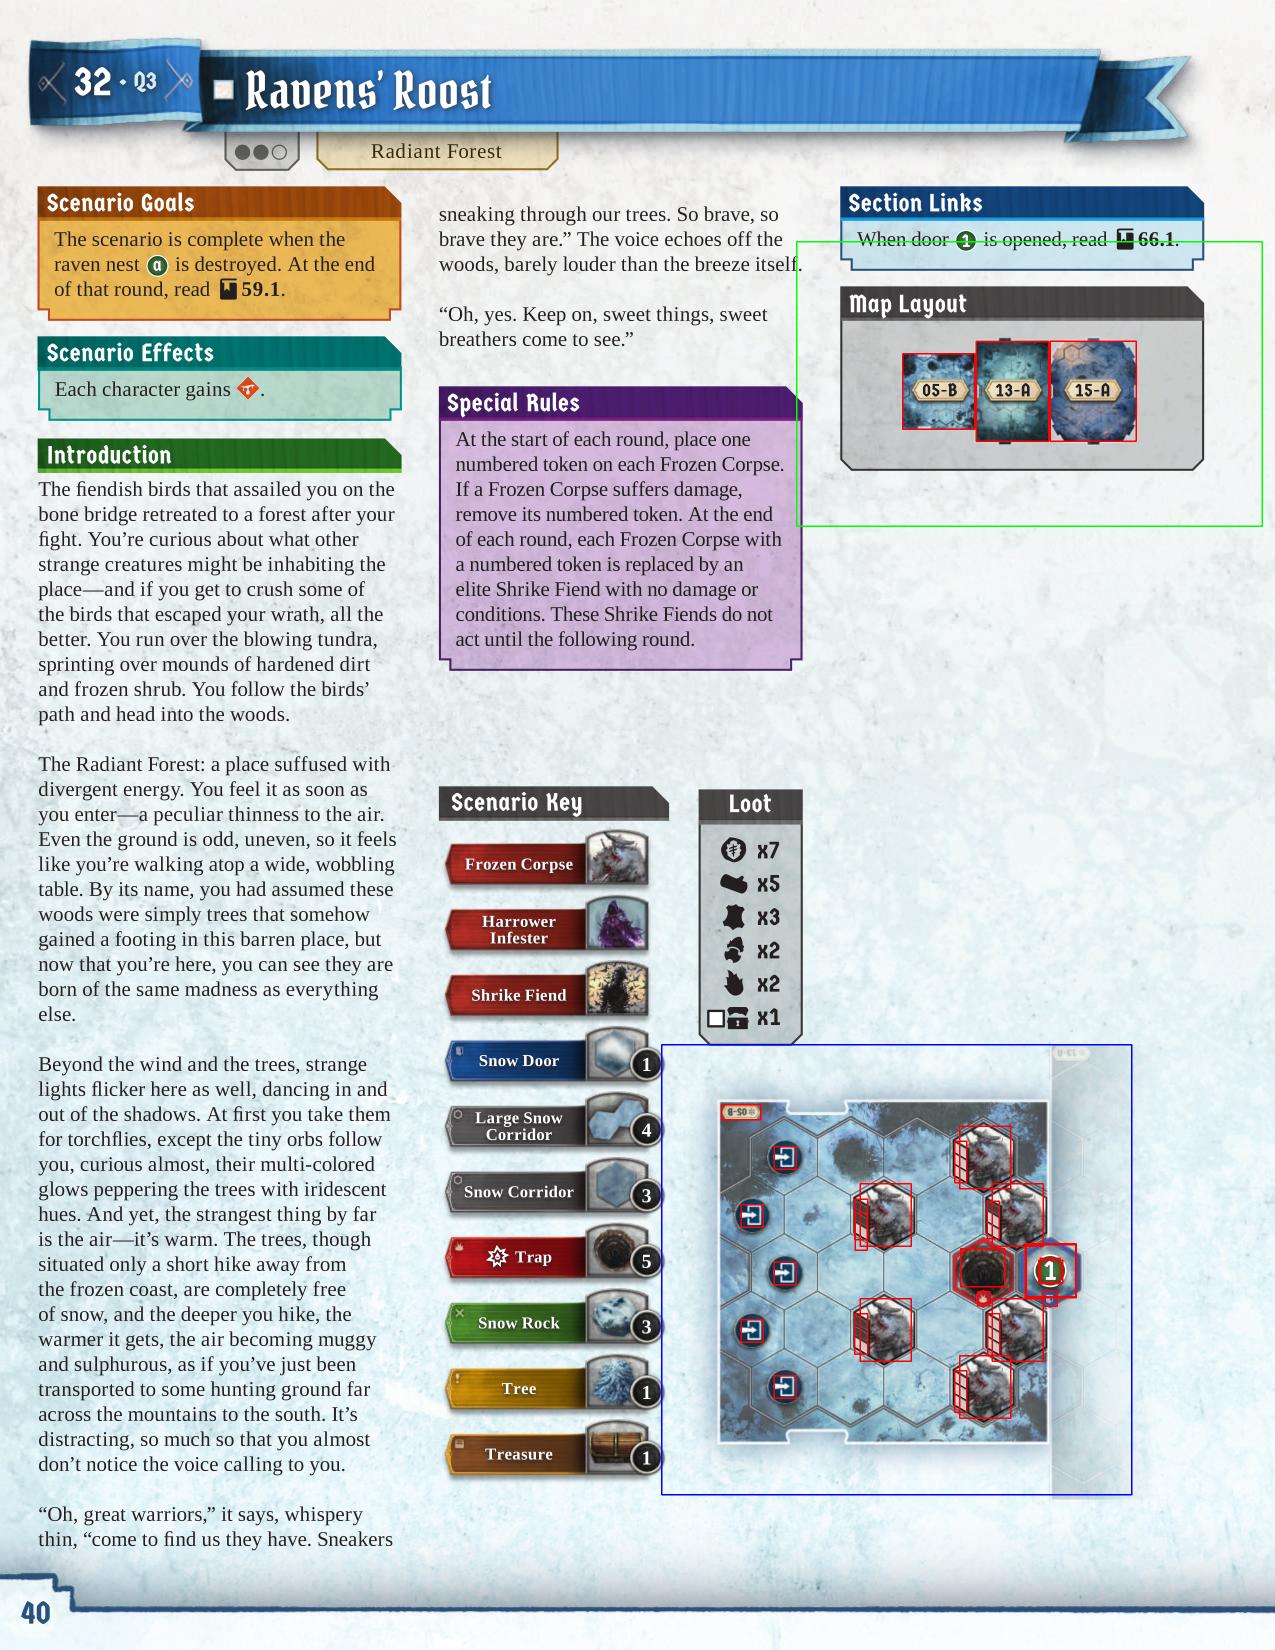 32 · Q3
Ravens' Roost
Radiant Forest
Scenario Goals
The scenario is complete when the
raven nest a is destroyed. At the end
of that round, read 59.1.
Scenario Effects
Each character gains .
Introduction
The fiendish birds that assailed you on the
bone bridge retreated to a forest after your
fight. You're curious about what other
strange creatures might be inhabiting the
place—and if you get to crush some of
the birds that escaped your wrath, all the
better. You run over the blowing tundra,
sprinting over mounds of hardened dirt
and frozen shrub. You follow the birds'
path and head into the woods.
The Radiant Forest: a place suffused with
divergent energy. You feel it as soon as
you enter—a peculiar thinness to the air.
Even the ground is odd, uneven, so it feels
like you're walking atop a wide, wobbling
table. By its name, you had assumed these
woods were simply trees that somehow
gained a footing in this barren place, but
now that you're here, you can see they are
born of the same madness as everything
else.
Beyond the wind and the trees, strange
lights flicker here as well, dancing in and
out of the shadows. At first you take them
for torchflies, except the tiny orbs follow
you, curious almost, their multi-colored
glows peppering the trees with iridescent
hues. And yet, the strangest thing by far
is the air—it's warm. The trees, though
situated only a short hike away from
the frozen coast, are completely free
of snow, and the deeper you hike, the
warmer it gets, the air becoming muggy
and sulphurous, as if you've just been
transported to some hunting ground far
across the mountains to the south. It's
distracting, so much so that you almost
don't notice the voice calling to you.
“Oh, great warriors,” it says, whispery
thin, “come to find us they have. Sneakers
sneaking through our trees. So brave, so
brave they are.” The voice echoes off the
woods, barely louder than the breeze itself.
“Oh, yes. Keep on, sweet things, sweet
breathers come to see.”
Special Rules
At the start of each round, place one
numbered token on each Frozen Corpse.
If a Frozen Corpse suffers damage,
remove its numbered token. At the end
of each round, each Frozen Corpse with
a numbered token is replaced by an
elite Shrike Fiend with no damage or
conditions. These Shrike Fiends do not
act until the following round.
Section Links
When door 1 is opened, read 66.1.
Map Layout
05-B 13-A 15-A
Scenario Key
Frozen Corpse
Harrower
Infester
Shrike Fiend
Snow Door 1
Large Snow
Corridor 4
Snow Corridor 3
Trap 5
Snow Rock 3
Tree 1
Treasure 1
Loot
x7
x5
x3
x2
x2
x1
13-A
05-B
1
40